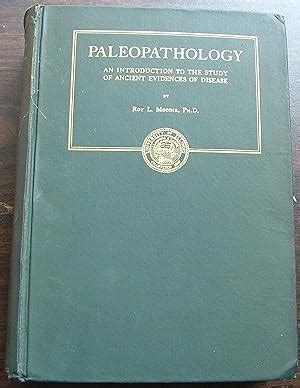 PALEOPATHOLOGY
AN INTRODUCTION TO THE STUDY
OF ANCIENT EVIDENCES OF DISEASE
BY
ROY L. MOODIE, PH.D.